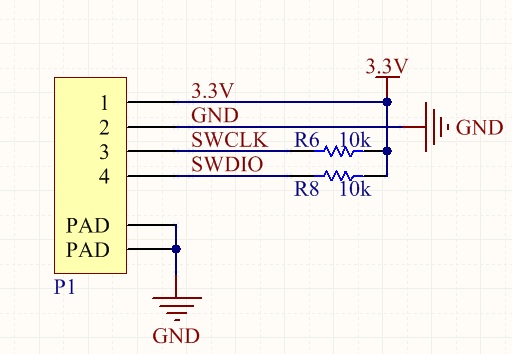 3.3V
1 3.3V
2 GND
GND
3 SWCLK R6 10k
4 SWDIO
R8 10k
PAD
PAD
P1
GND